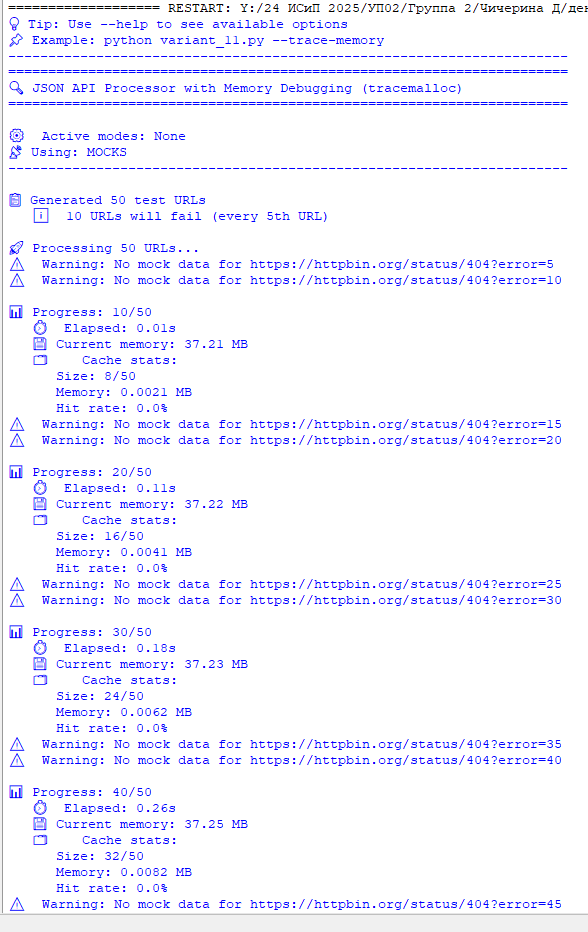 =================== RESTART: Y:/24 ИСиП 2025/УП02/Группа 2/Чичерина Д/ден
💡 Tip: Use --help to see available options
📌 Example: python variant_11.py --trace-memory
----------------------------------------------------------------------
======================================================================
🔍 JSON API Processor with Memory Debugging (tracemalloc)
======================================================================
⚙️ Active modes: None
📡 Using: MOCKS
----------------------------------------------------------------------
📋 Generated 50 test URLs
ℹ️ 10 URLs will fail (every 5th URL)
🚀 Processing 50 URLs...
⚠️ Warning: No mock data for https://httpbin.org/status/404?error=5
⚠️ Warning: No mock data for https://httpbin.org/status/404?error=10
📊 Progress: 10/50
⏱️ Elapsed: 0.01s
💾 Current memory: 37.21 MB
🗂️ Cache stats:
Size: 8/50
Memory: 0.0021 MB
Hit rate: 0.0%
⚠️ Warning: No mock data for https://httpbin.org/status/404?error=15
⚠️ Warning: No mock data for https://httpbin.org/status/404?error=20
📊 Progress: 20/50
⏱️ Elapsed: 0.11s
💾 Current memory: 37.22 MB
🗂️ Cache stats:
Size: 16/50
Memory: 0.0041 MB
Hit rate: 0.0%
⚠️ Warning: No mock data for https://httpbin.org/status/404?error=25
⚠️ Warning: No mock data for https://httpbin.org/status/404?error=30
📊 Progress: 30/50
⏱️ Elapsed: 0.18s
💾 Current memory: 37.23 MB
🗂️ Cache stats:
Size: 24/50
Memory: 0.0062 MB
Hit rate: 0.0%
⚠️ Warning: No mock data for https://httpbin.org/status/404?error=35
⚠️ Warning: No mock data for https://httpbin.org/status/404?error=40
📊 Progress: 40/50
⏱️ Elapsed: 0.26s
💾 Current memory: 37.25 MB
🗂️ Cache stats:
Size: 32/50
Memory: 0.0082 MB
Hit rate: 0.0%
⚠️ Warning: No mock data for https://httpbin.org/status/404?error=45